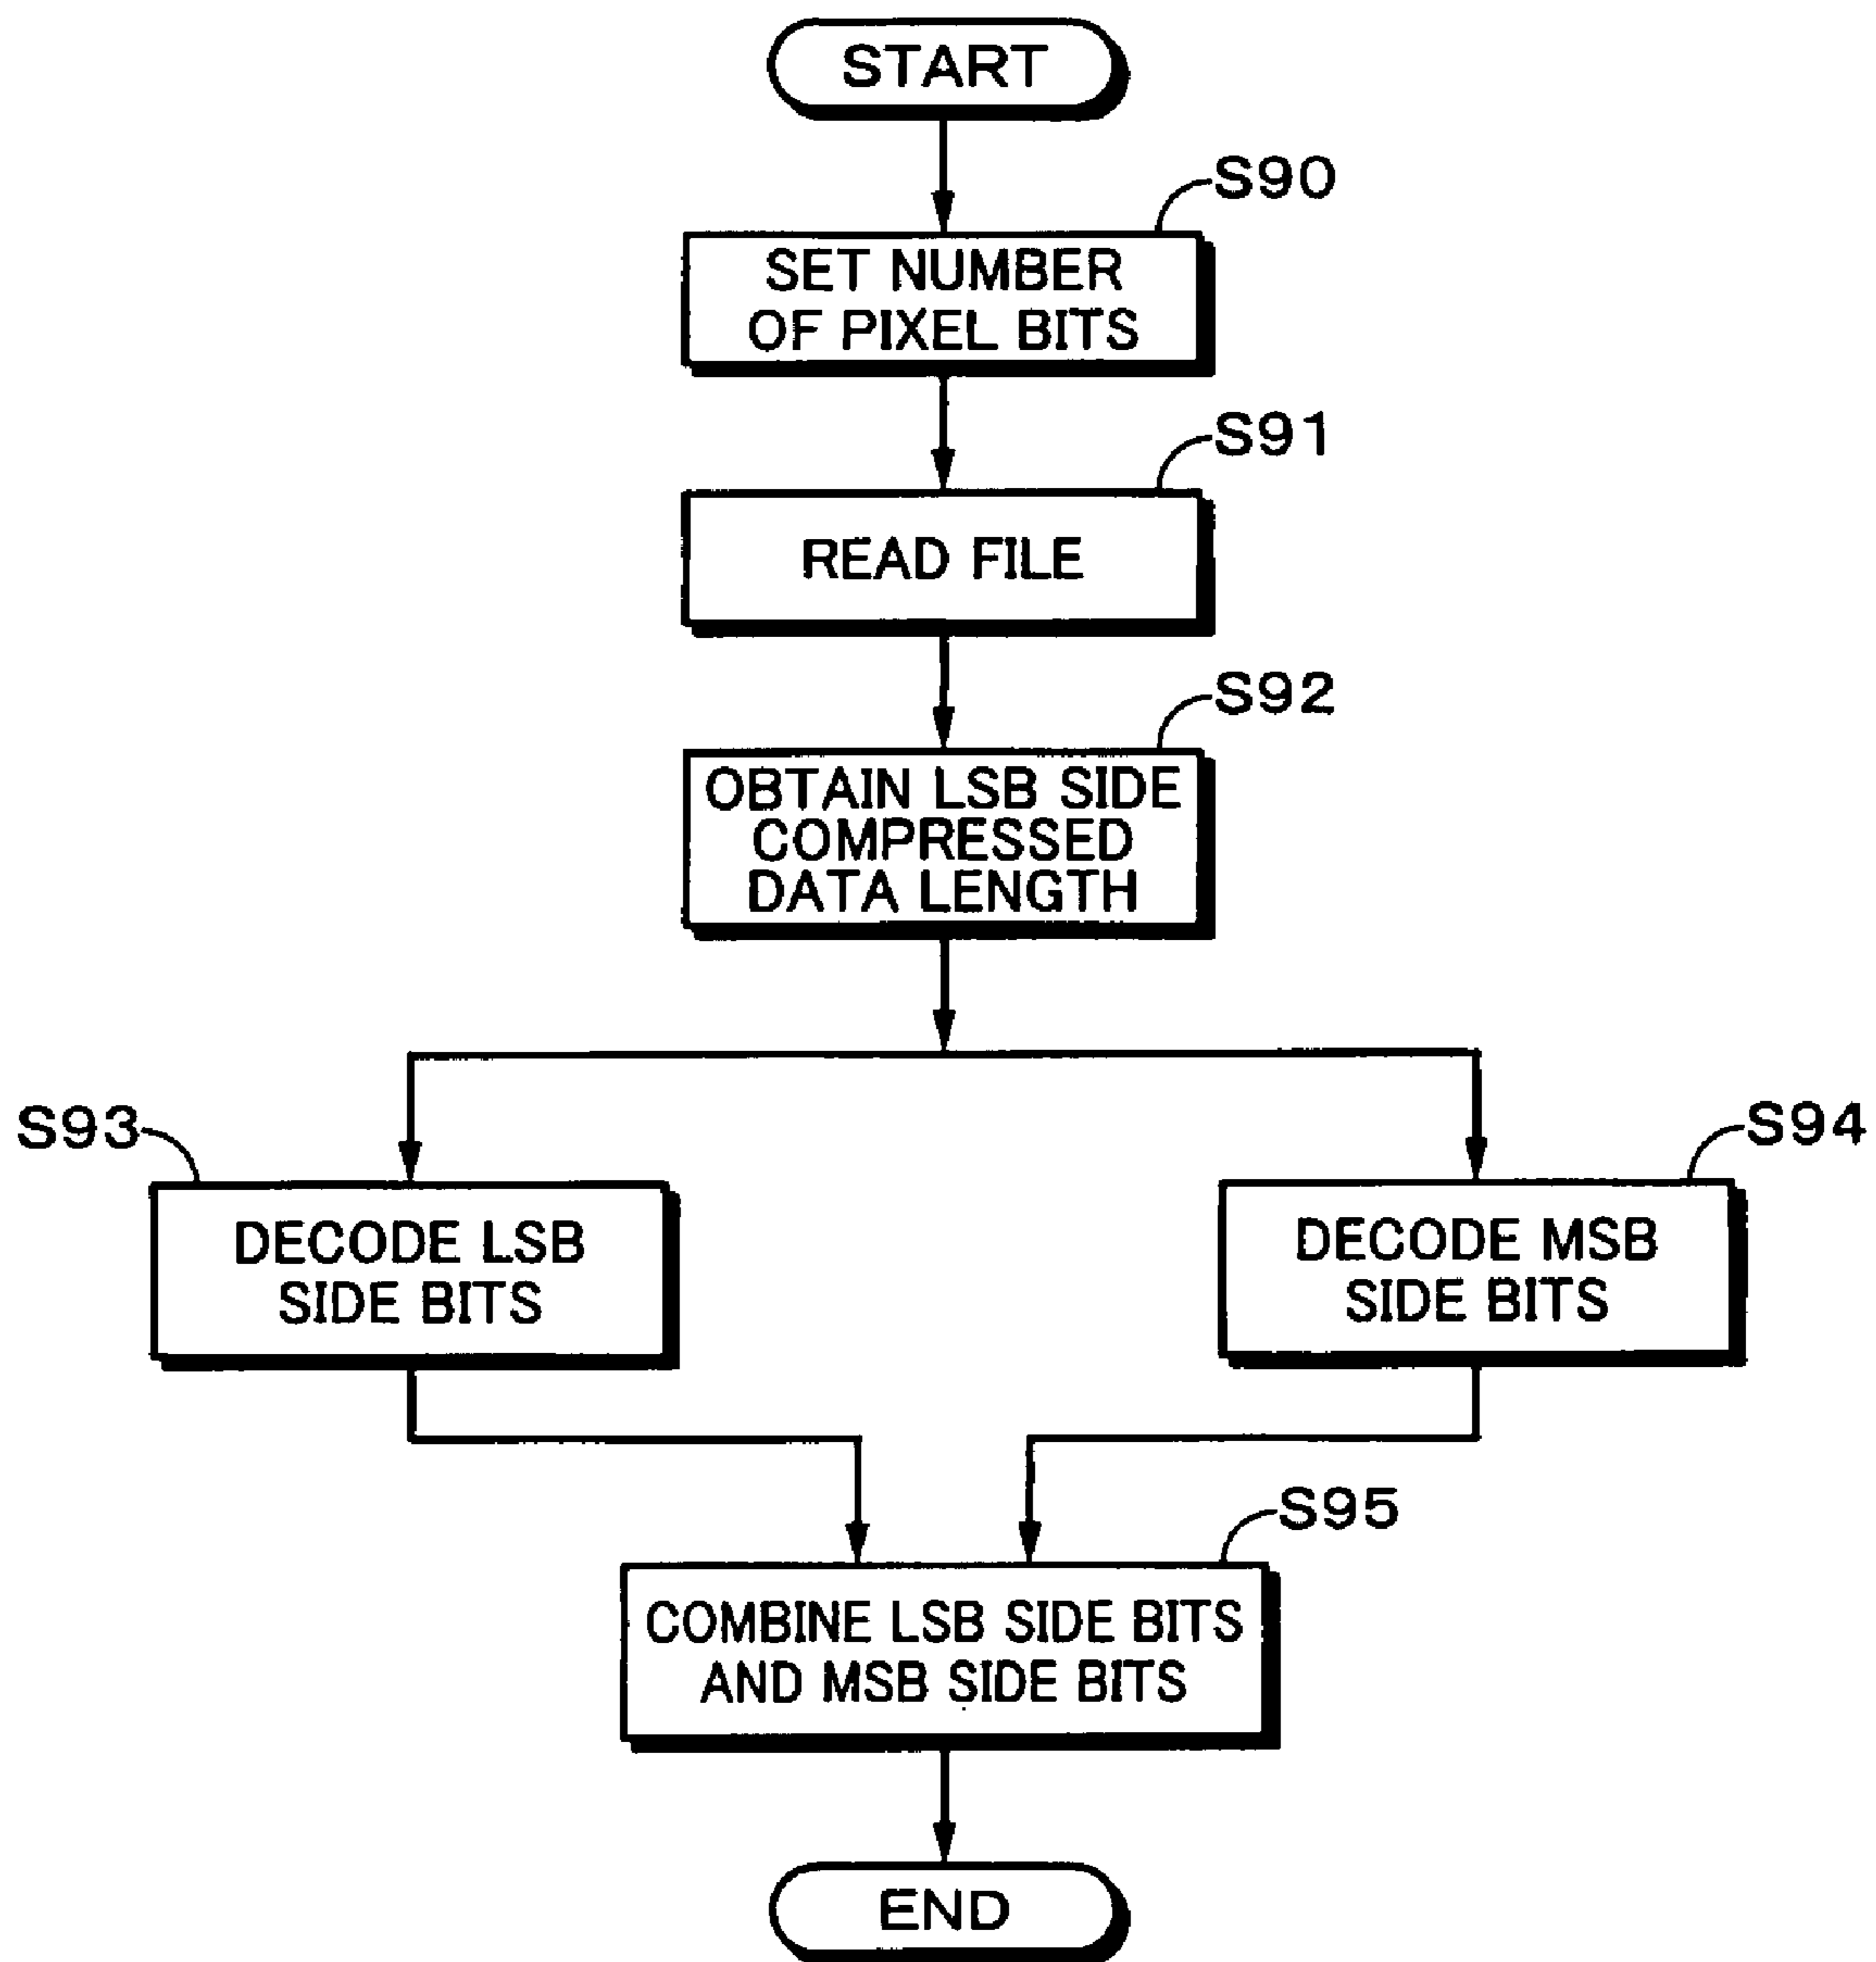 START
S90
SET NUMBER
OF PIXEL BITS
S91
READ FILE
S92
OBTAIN LSB SIDE
COMPRESSED
DATA LENGTH
S93
DECODE LSB
SIDE BITS
S94
DECODE MSB
SIDE BITS
S95
COMBINE LSB SIDE BITS
AND MSB SIDE BITS
END